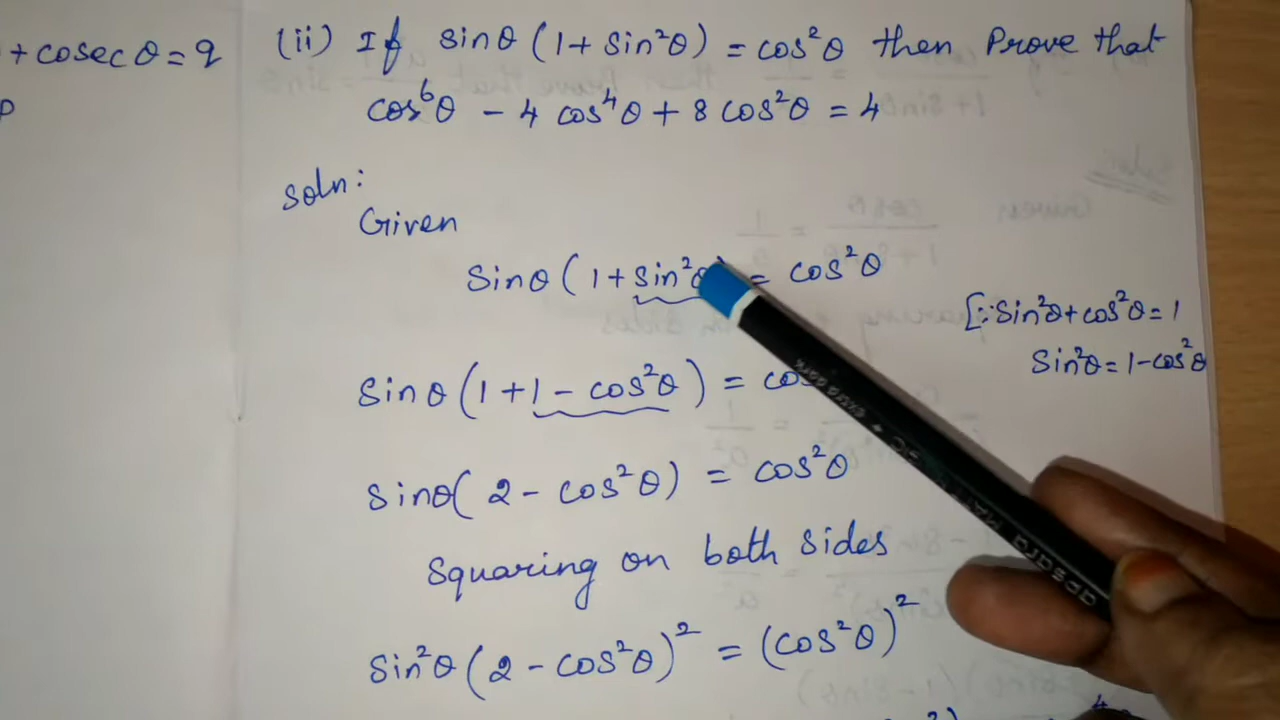 + cosec θ = q
p
(ii) If sinθ (1 + sin²θ) = cos²θ then Prove that
cos⁶θ - 4 cos⁴θ + 8 cos²θ = 4
Soln:
Given
Sinθ (1 + sin²θ) = cos²θ
[∵ Sin²θ + cos²θ = 1
Sin²θ = 1 - cos²θ
Sinθ (1 + 1 - cos²θ) = cos
Sinθ( 2 - cos²θ) = cos²θ
Squaring on both sides
Sin²θ (2 - cos²θ)² = (cos²θ)²
apsara